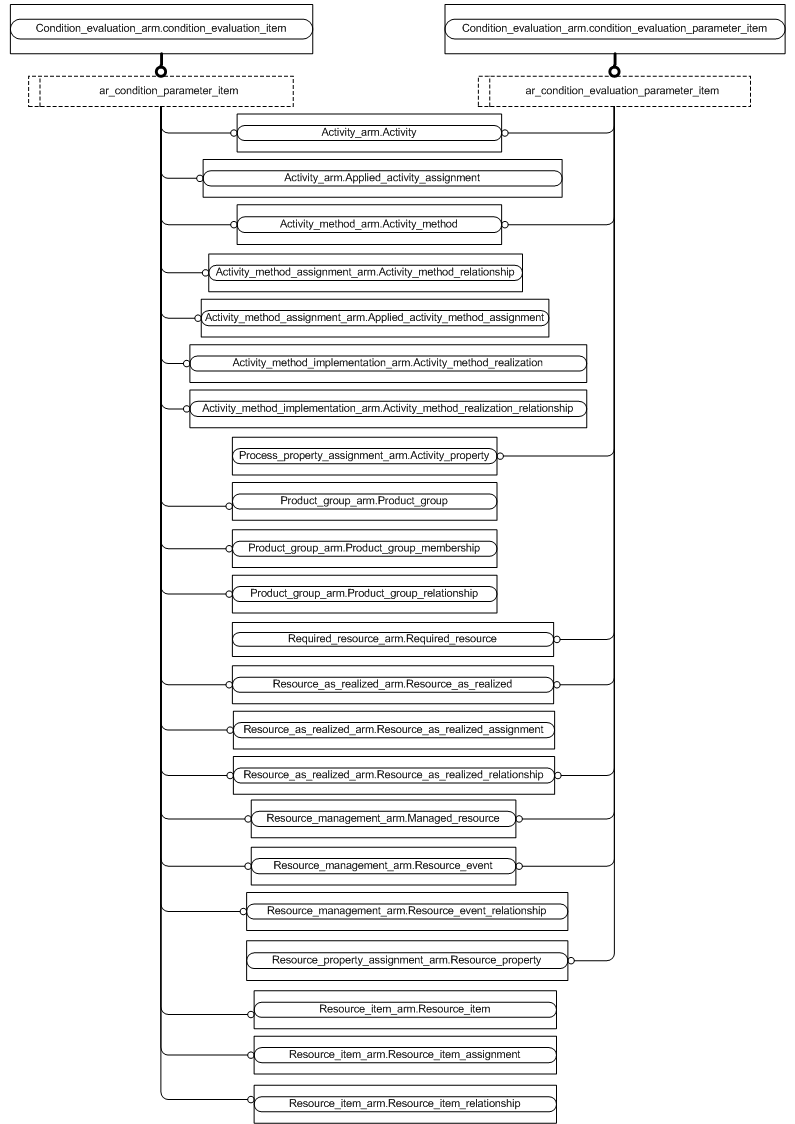 Condition_evaluation_arm.condition_evaluation_item
Condition_evaluation_arm.condition_evaluation_parameter_item
ar_condition_parameter_item
ar_condition_evaluation_parameter_item
Activity_arm.Activity
Activity_arm.Applied_activity_assignment
Activity_method_arm.Activity_method
Activity_method_assignment_arm.Activity_method_relationship
Activity_method_assignment_arm.Applied_activity_method_assignment
Activity_method_implementation_arm.Activity_method_realization
Activity_method_implementation_arm.Activity_method_realization_relationship
Process_property_assignment_arm.Activity_property
Product_group_arm.Product_group
Product_group_arm.Product_group_membership
Product_group_arm.Product_group_relationship
Required_resource_arm.Required_resource
Resource_as_realized_arm.Resource_as_realized
Resource_as_realized_arm.Resource_as_realized_assignment
Resource_as_realized_arm.Resource_as_realized_relationship
Resource_management_arm.Managed_resource
Resource_management_arm.Resource_event
Resource_management_arm.Resource_event_relationship
Resource_property_assignment_arm.Resource_property
Resource_item_arm.Resource_item
Resource_item_arm.Resource_item_assignment
Resource_item_arm.Resource_item_relationship